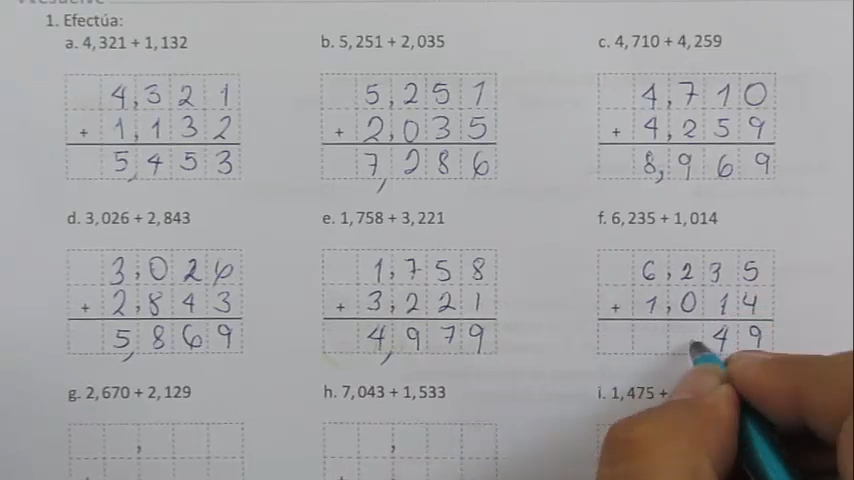 1. Efectúa:
a. 4,321 + 1,132
b. 5,251 + 2,035
c. 4,710 + 4,259
4,321
+ 1,132
5,453
5,251
+ 2,035
7,286
4,710
+ 4,259
8,969
d. 3,026 + 2,843
e. 1,758 + 3,221
f. 6,235 + 1,014
3,026
+ 2,843
5,869
1,758
+ 3,221
4,979
6,235
+ 1,014
49
g. 2,670 + 2,129
h. 7,043 + 1,533
i. 1,475 +
,
,